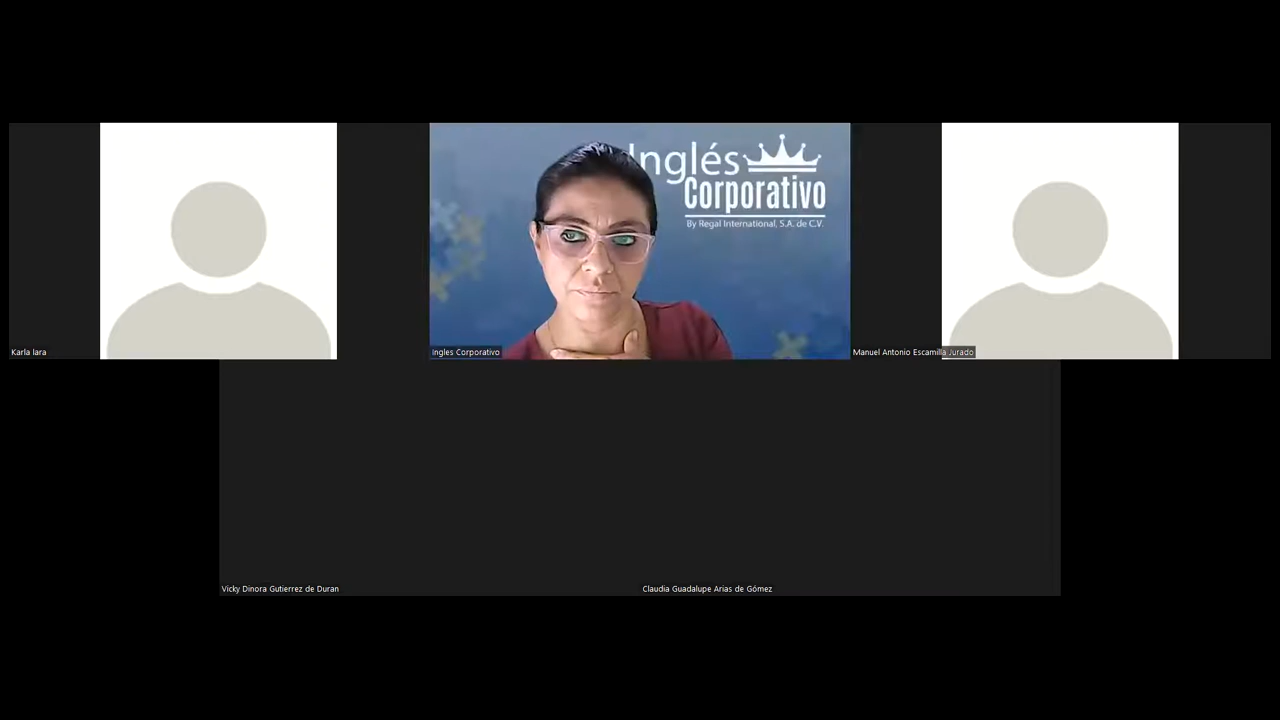 Inglés
Corporativo
By Regal International, S.A. de C.V.
Karla lara
Ingles Corporativo
Manuel Antonio Escamilla Jurado
Vicky Dinora Gutierrez de Duran
Claudia Guadalupe Arias de Gómez